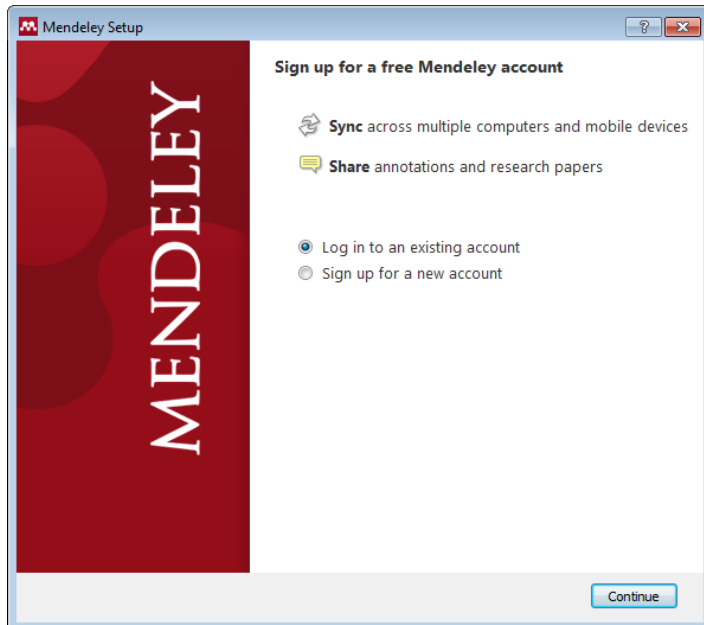 Mendeley Setup
MENDELEY
Sign up for a free Mendeley account
Sync across multiple computers and mobile devices
Share annotations and research papers
Log in to an existing account
Sign up for a new account
Continue